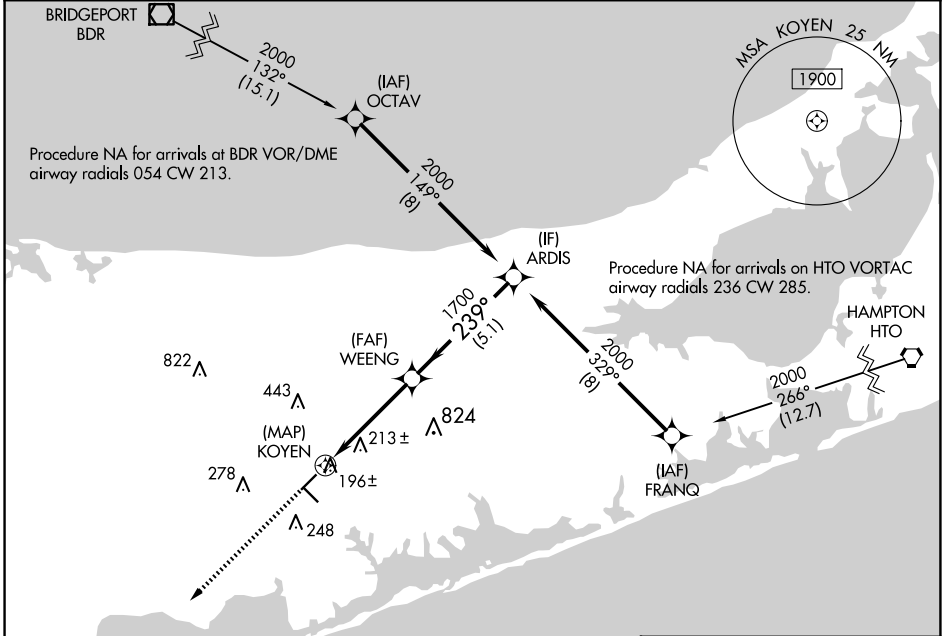 BRIDGEPORT
BDR
2000
132°
(15.1)
(IAF)
OCTAV
MSA KOYEN 25 NM
1900
Procedure NA for arrivals at BDR VOR/DME
airway radials 054 CW 213.
2000
149°
(8)
(IF)
ARDIS
Procedure NA for arrivals on HTO VORTAC
airway radials 236 CW 285.
1700
239°
(5.1)
HAMPTON
HTO
(FAF)
WEENG
2000
329°
(8)
2000
266°
(12.7)
822
443
824
(MAP)
KOYEN
213±
196±
278
248
(IAF)
FRANQ